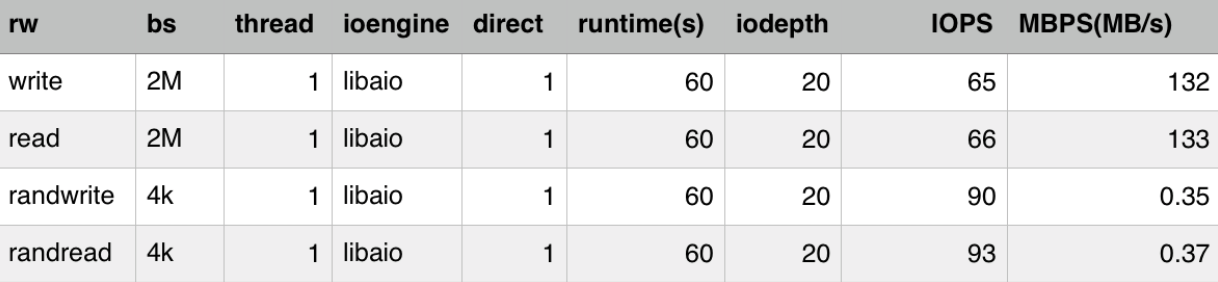 rw bs thread ioengine direct runtime(s) iodepth IOPS MBPS(MB/s)
write 2M 1 libaio 1 60 20 65 132
read 2M 1 libaio 1 60 20 66 133
randwrite 4k 1 libaio 1 60 20 90 0.35
randread 4k 1 libaio 1 60 20 93 0.37